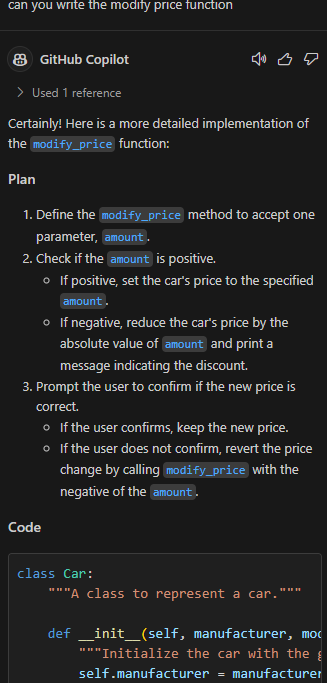 can you write the modify price function
GitHub Copilot
Used 1 reference
Certainly! Here is a more detailed implementation of
the modify_price function:
Plan
1. Define the modify_price method to accept one
parameter, amount.
2. Check if the amount is positive.
If positive, set the car's price to the specified
amount.
If negative, reduce the car's price by the
absolute value of amount and print a
message indicating the discount.
3. Prompt the user to confirm if the new price is
correct.
If the user confirms, keep the new price.
If the user does not confirm, revert the price
change by calling modify_price with the
negative of the amount.
Code
class Car:
"""A class to represent a car."""
def __init__(self, manufacturer,
"""Initialize the car with the
self.manufacturer = manufacturer